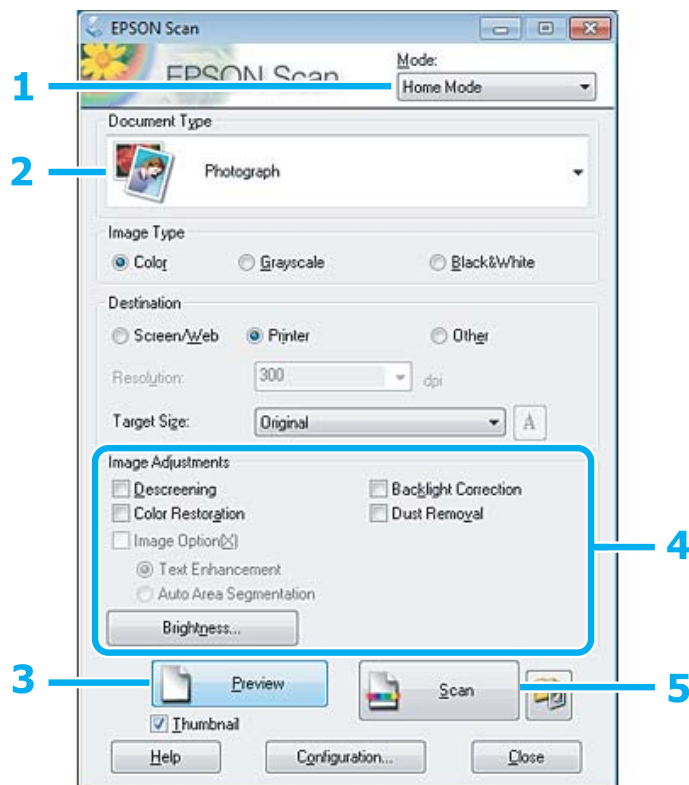 EPSON Scan
EPSON Scan
Mode:
1
Home Mode
Document Type
2
Photograph
Image Type
Color
Grayscale
Black&White
Destination
Screen/Web
Printer
Other
Resolution:
300
dpi
Target Size:
Original
A
Image Adjustments
Descreening
Backlight Correction
Color Restoration
Dust Removal
Image Option(X)
4
Text Enhancement
Auto Area Segmentation
Brightness...
3
Preview
Scan
5
Thumbnail
Help
Configuration...
Close